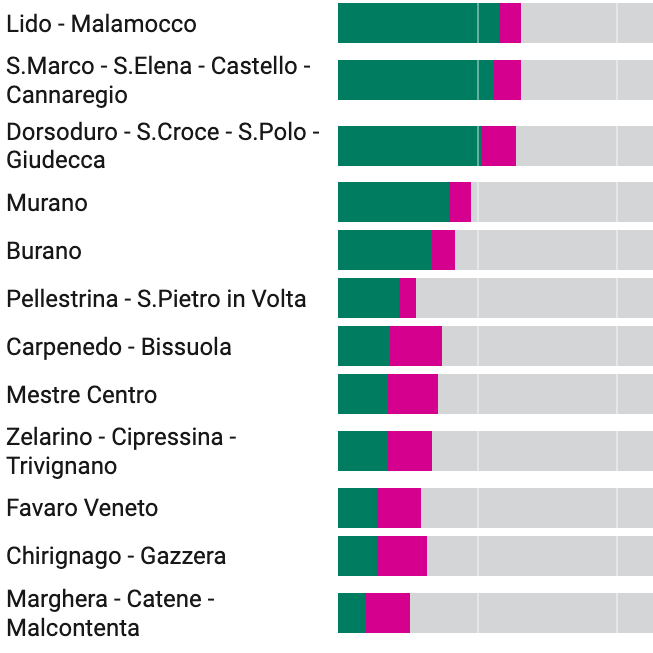 Lido - Malamocco
S.Marco - S.Elena - Castello -
Cannaregio
Dorsoduro - S.Croce - S.Polo -
Giudecca
Murano
Burano
Pellestrina - S.Pietro in Volta
Carpenedo - Bissuola
Mestre Centro
Zelarino - Cipressina -
Trivignano
Favaro Veneto
Chirignago - Gazzera
Marghera - Catene -
Malcontenta